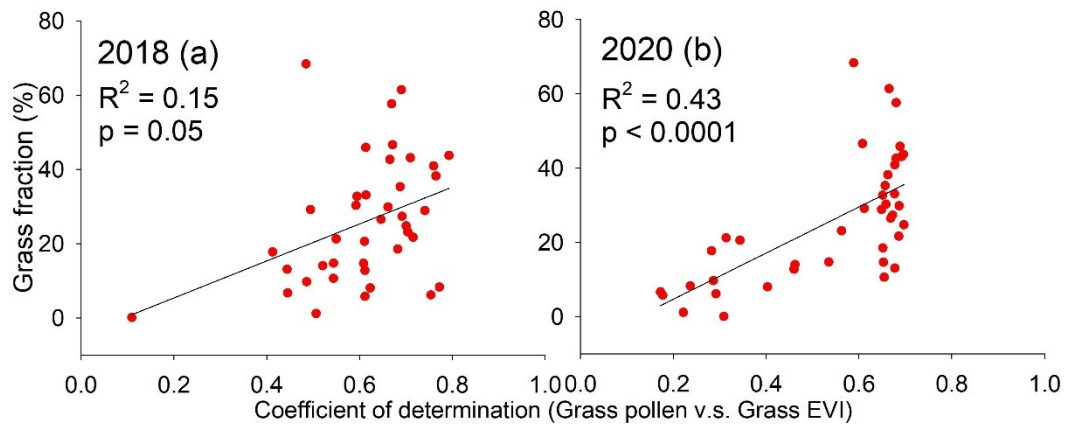 Grass fraction (%)
80
60
40
20
0
2018 (a)
R² = 0.15
p = 0.05
0.0 0.2 0.4 0.6 0.8 1.0
80
60
40
20
0
2020 (b)
R² = 0.43
p < 0.0001
0.0 0.2 0.4 0.6 0.8 1.0
Coefficient of determination (Grass pollen v.s. Grass EVI)